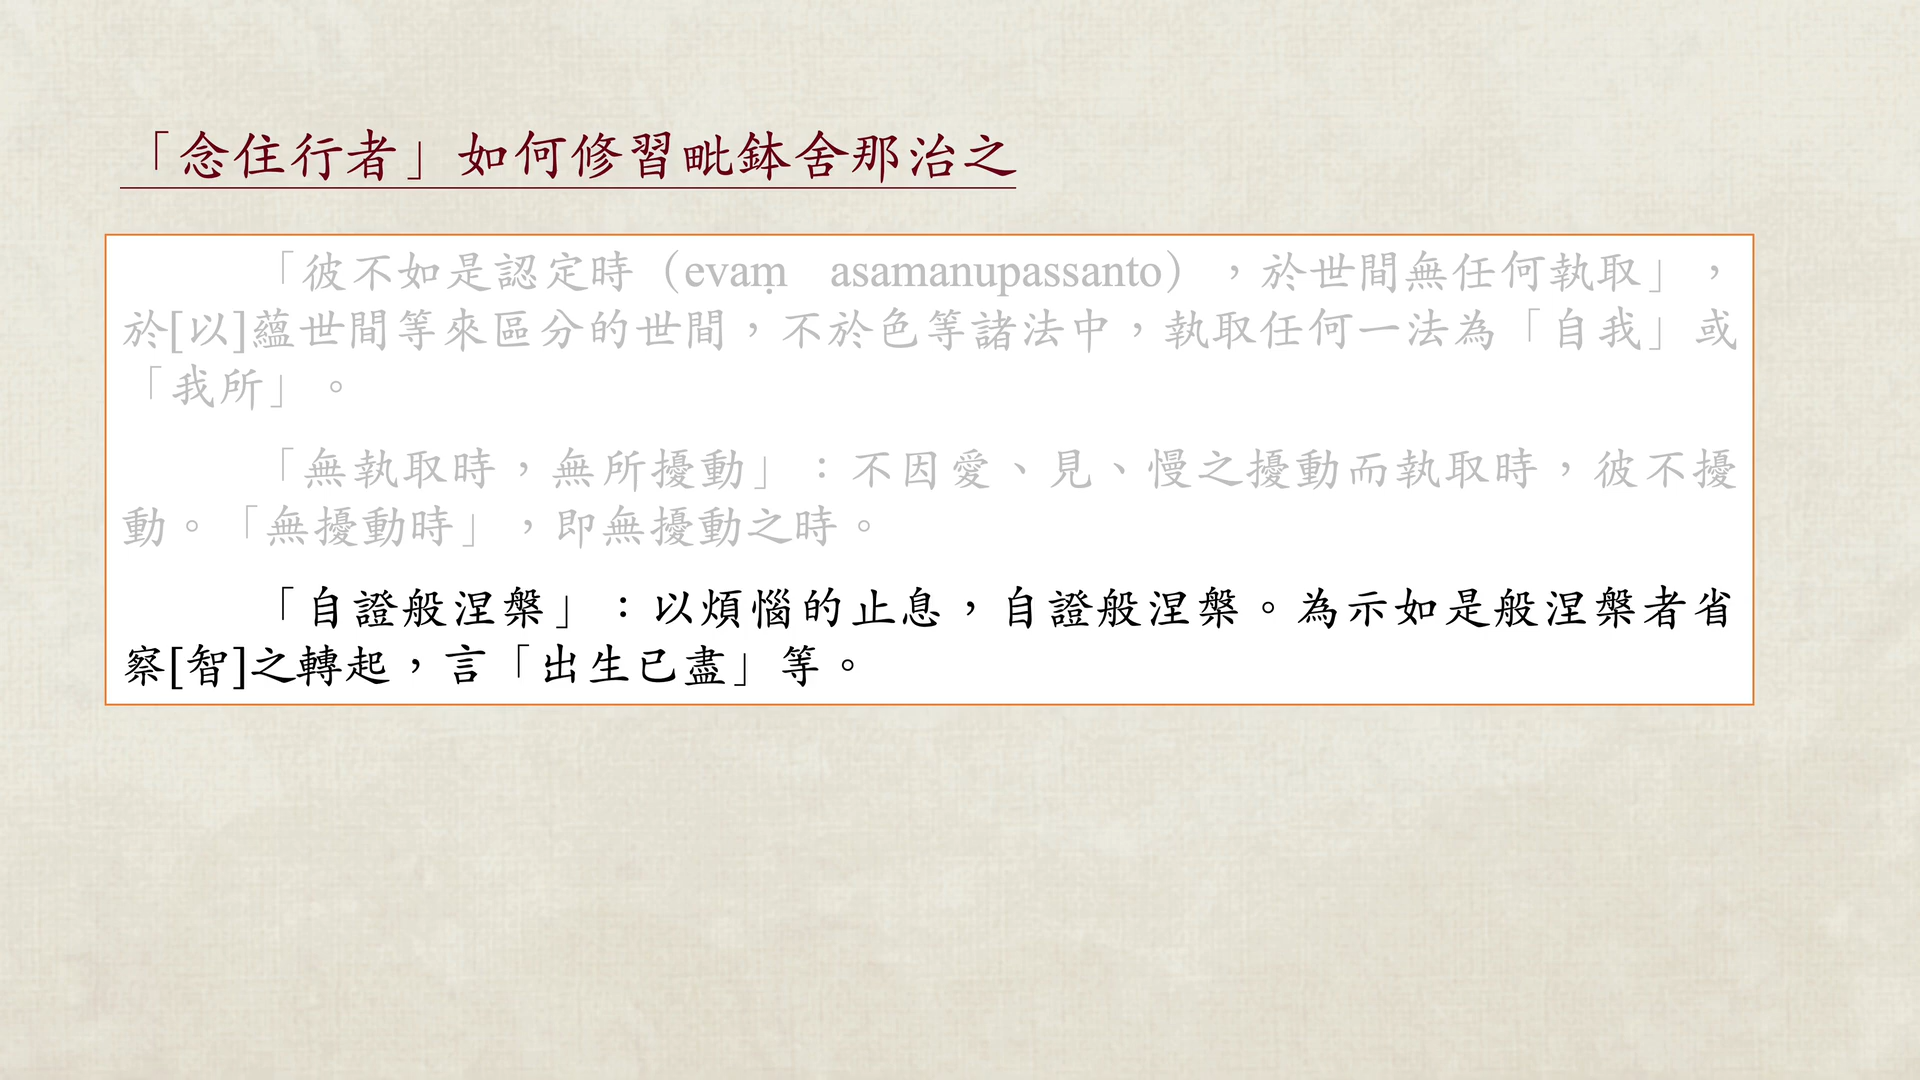 「念住行者」如何修習毗鉢舍那治之
「彼不如是認定時（evaṃ asamanupassanto），於世間無任何執取」，
於[以]蘊世間等來區分的世間，不於色等諸法中，執取任何一法為「自我」或
「我所」。
「無執取時，無所擾動」：不因愛、見、慢之擾動而執取時，彼不擾
動。「無擾動時」，即無擾動之時。
「自證般涅槃」：以煩惱的止息，自證般涅槃。為示如是般涅槃者省
察[智]之轉起，言「出生已盡」等。